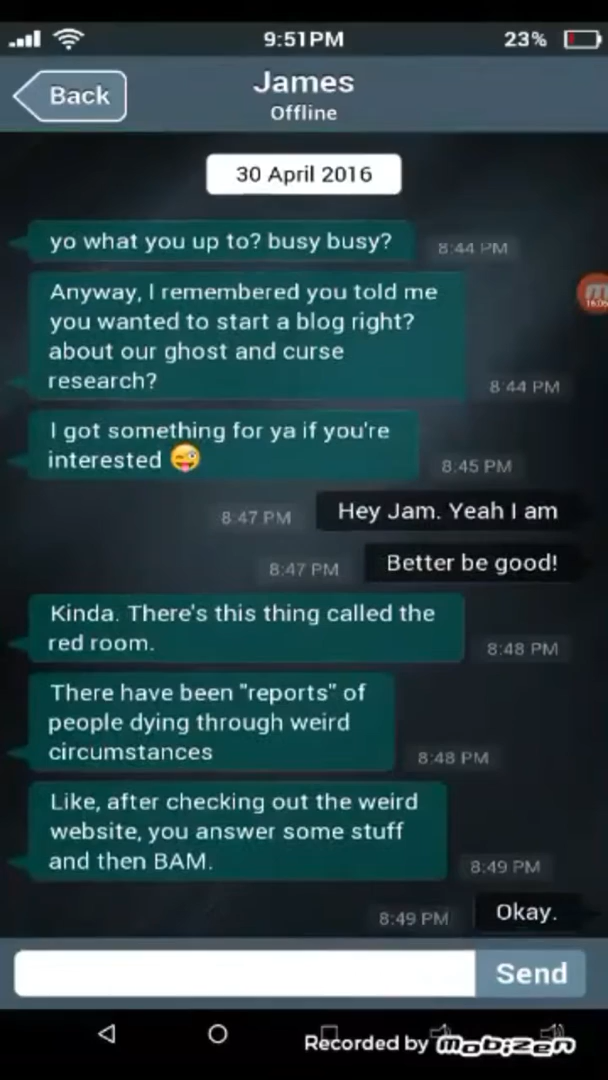 9:51PM
23%
Back
James
Offline
30 April 2016
yo what you up to? busy busy?
8:44 PM
Anyway, I remembered you told me
you wanted to start a blog right?
about our ghost and curse
research?
8:44 PM
I got something for ya if you're
interested 😜
8:45 PM
8:47 PM
Hey Jam. Yeah I am
8:47 PM
Better be good!
Kinda. There's this thing called the
red room.
8:48 PM
There have been "reports" of
people dying through weird
circumstances
8:48 PM
Like, after checking out the weird
website, you answer some stuff
and then BAM.
8:49 PM
8:49 PM
Okay.
Send
Recorded by mobizen